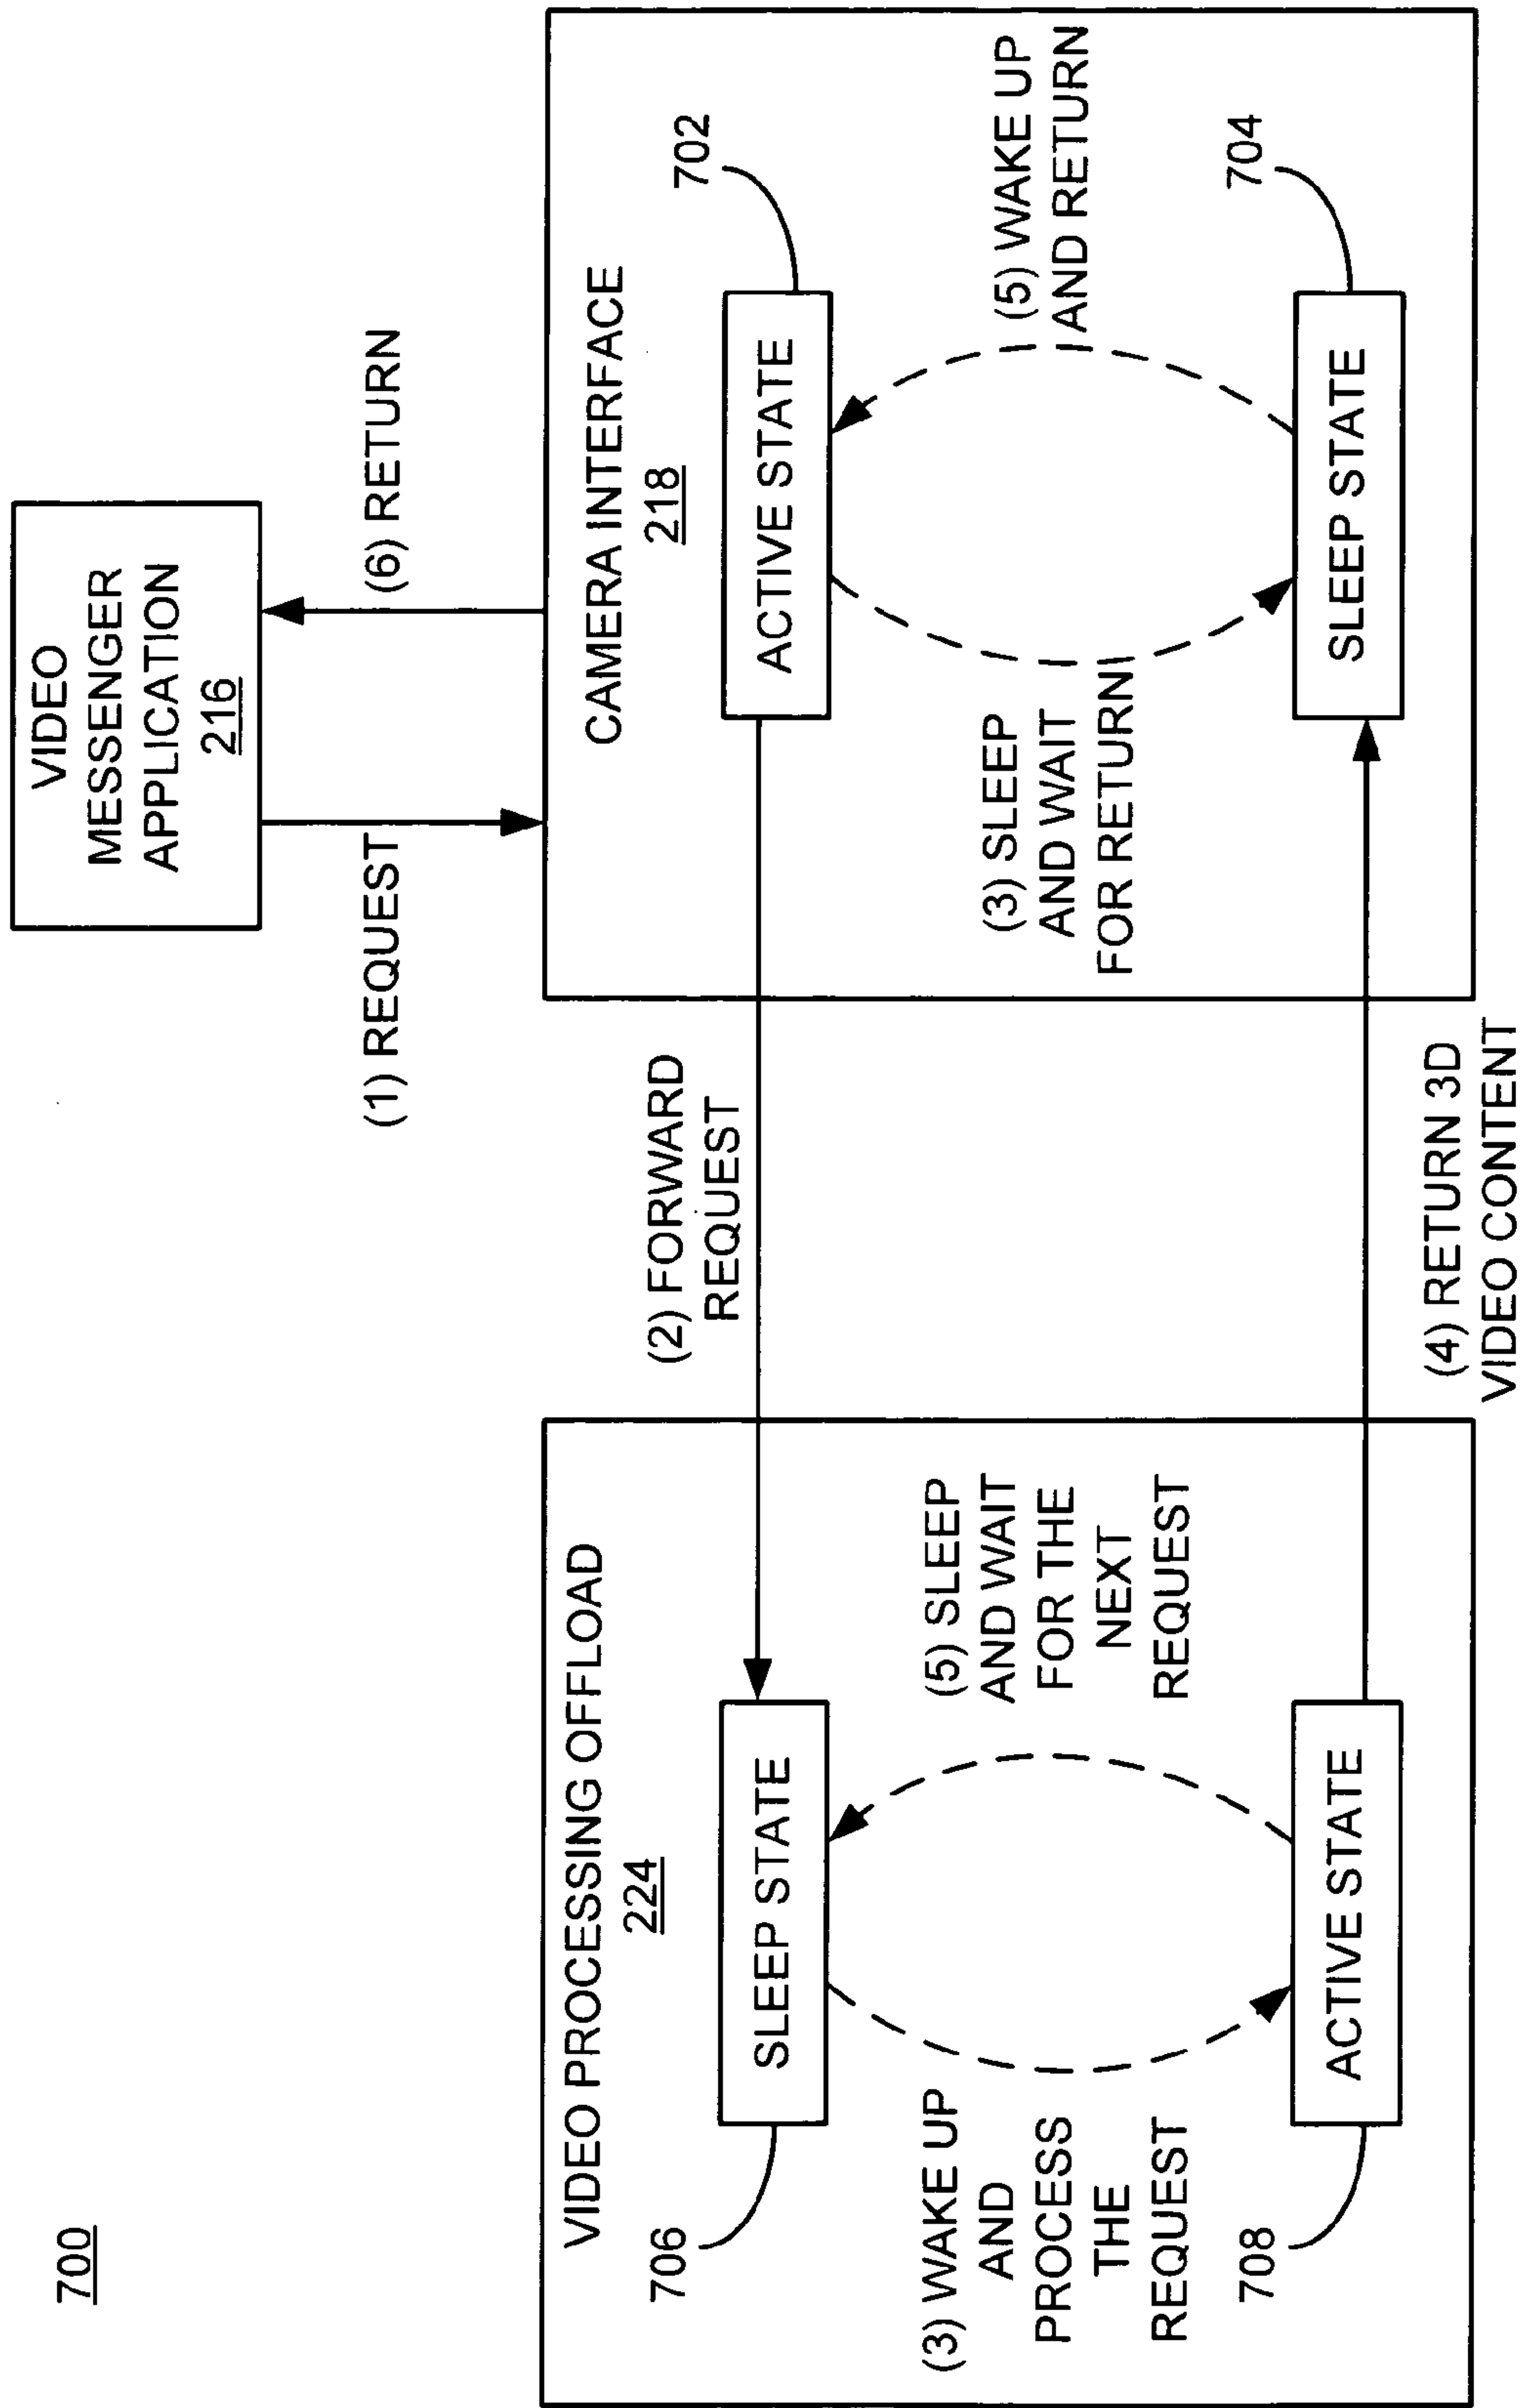 700
VIDEO
MESSENGER
APPLICATION
216
(1) REQUEST
(6) RETURN
VIDEO PROCESSING OFFLOAD
224
706
SLEEP STATE
(3) WAKE UP
AND
PROCESS
THE
REQUEST
(5) SLEEP
AND WAIT
FOR THE
NEXT
REQUEST
708
ACTIVE STATE
(2) FORWARD
REQUEST
(4) RETURN 3D
VIDEO CONTENT
CAMERA INTERFACE
218
ACTIVE STATE
702
(3) SLEEP
AND WAIT
FOR RETURN
(5) WAKE UP
AND RETURN
SLEEP STATE
704